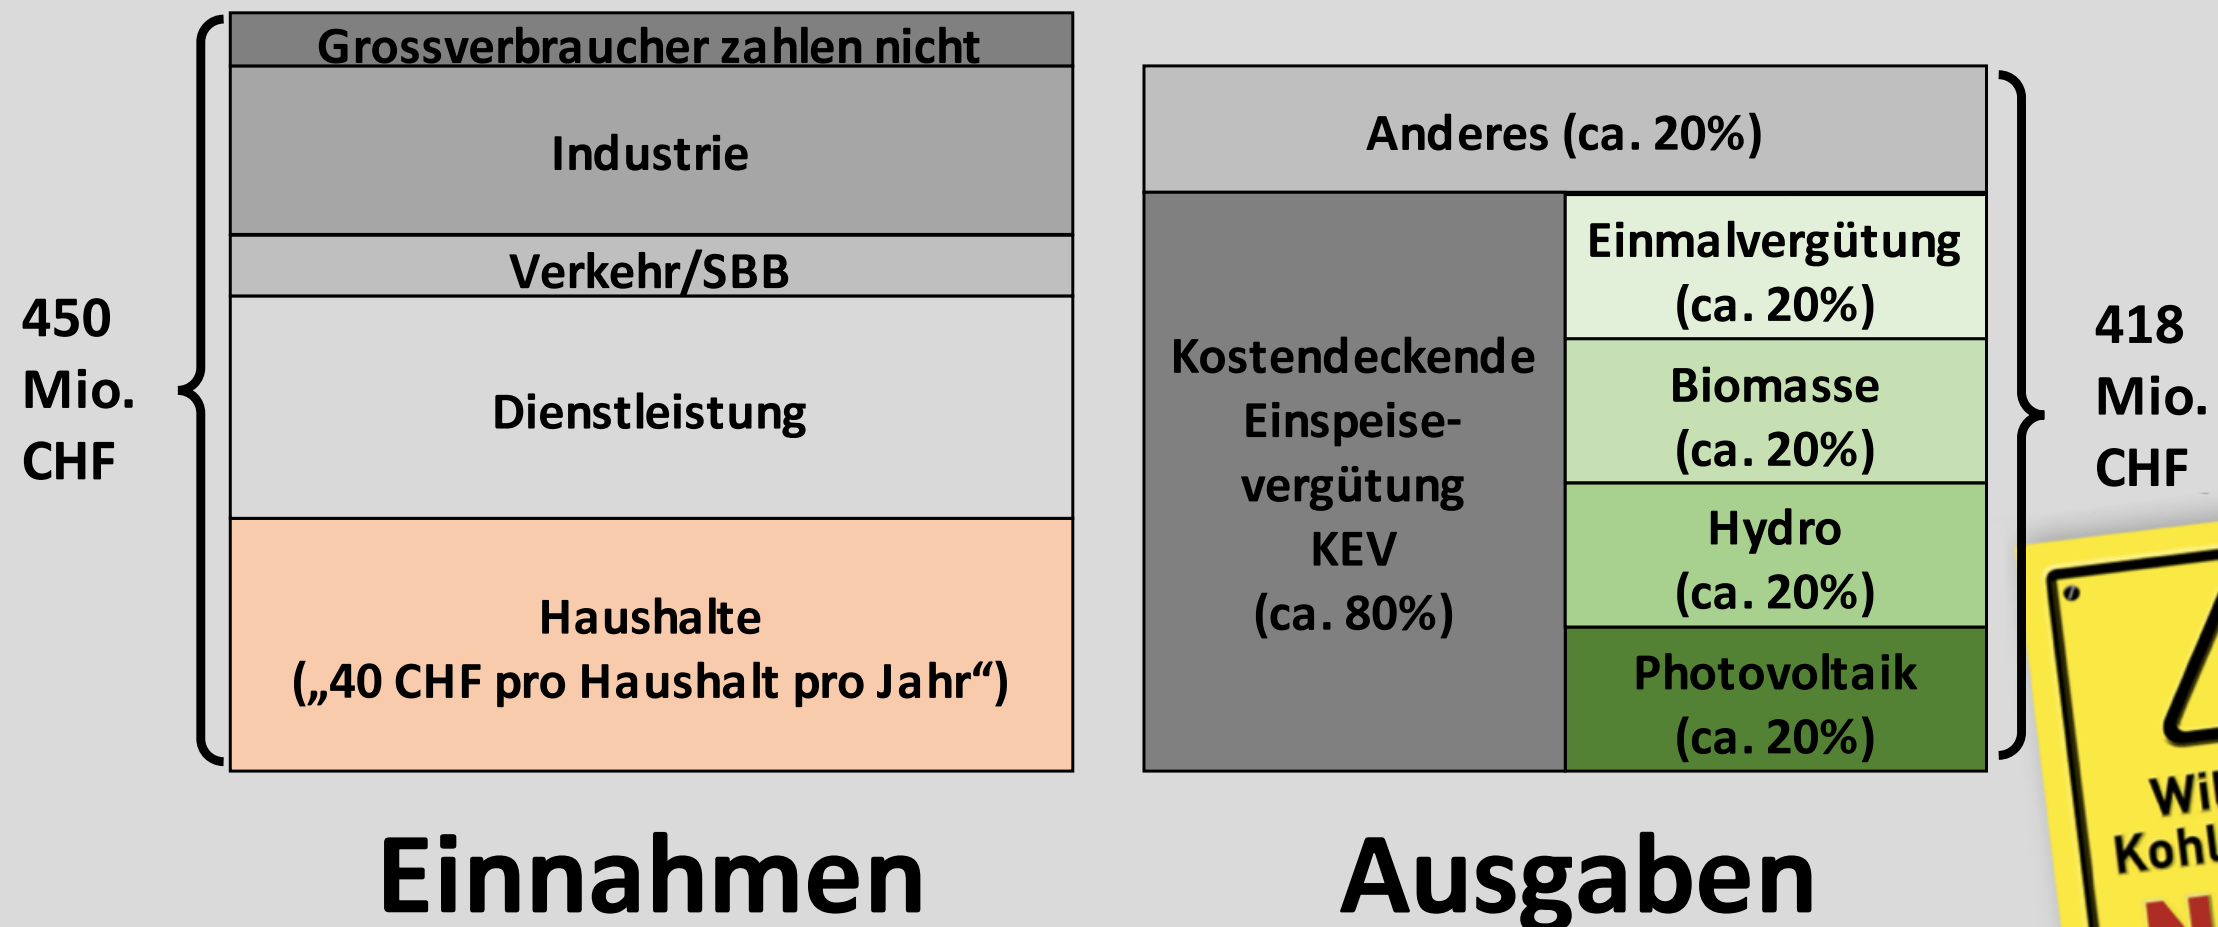 450
Mio.
CHF
Grossverbraucher zahlen nicht
Industrie
Verkehr/SBB
Dienstleistung
Haushalte
(„40 CHF pro Haushalt pro Jahr“)
Einnahmen
Anderes (ca. 20%)
Kostendeckende
Einspeise-
vergütung
KEV
(ca. 80%)
Einmalvergütung
(ca. 20%)
Biomasse
(ca. 20%)
Hydro
(ca. 20%)
Photovoltaik
(ca. 20%)
Ausgaben
418
Mio.
CHF